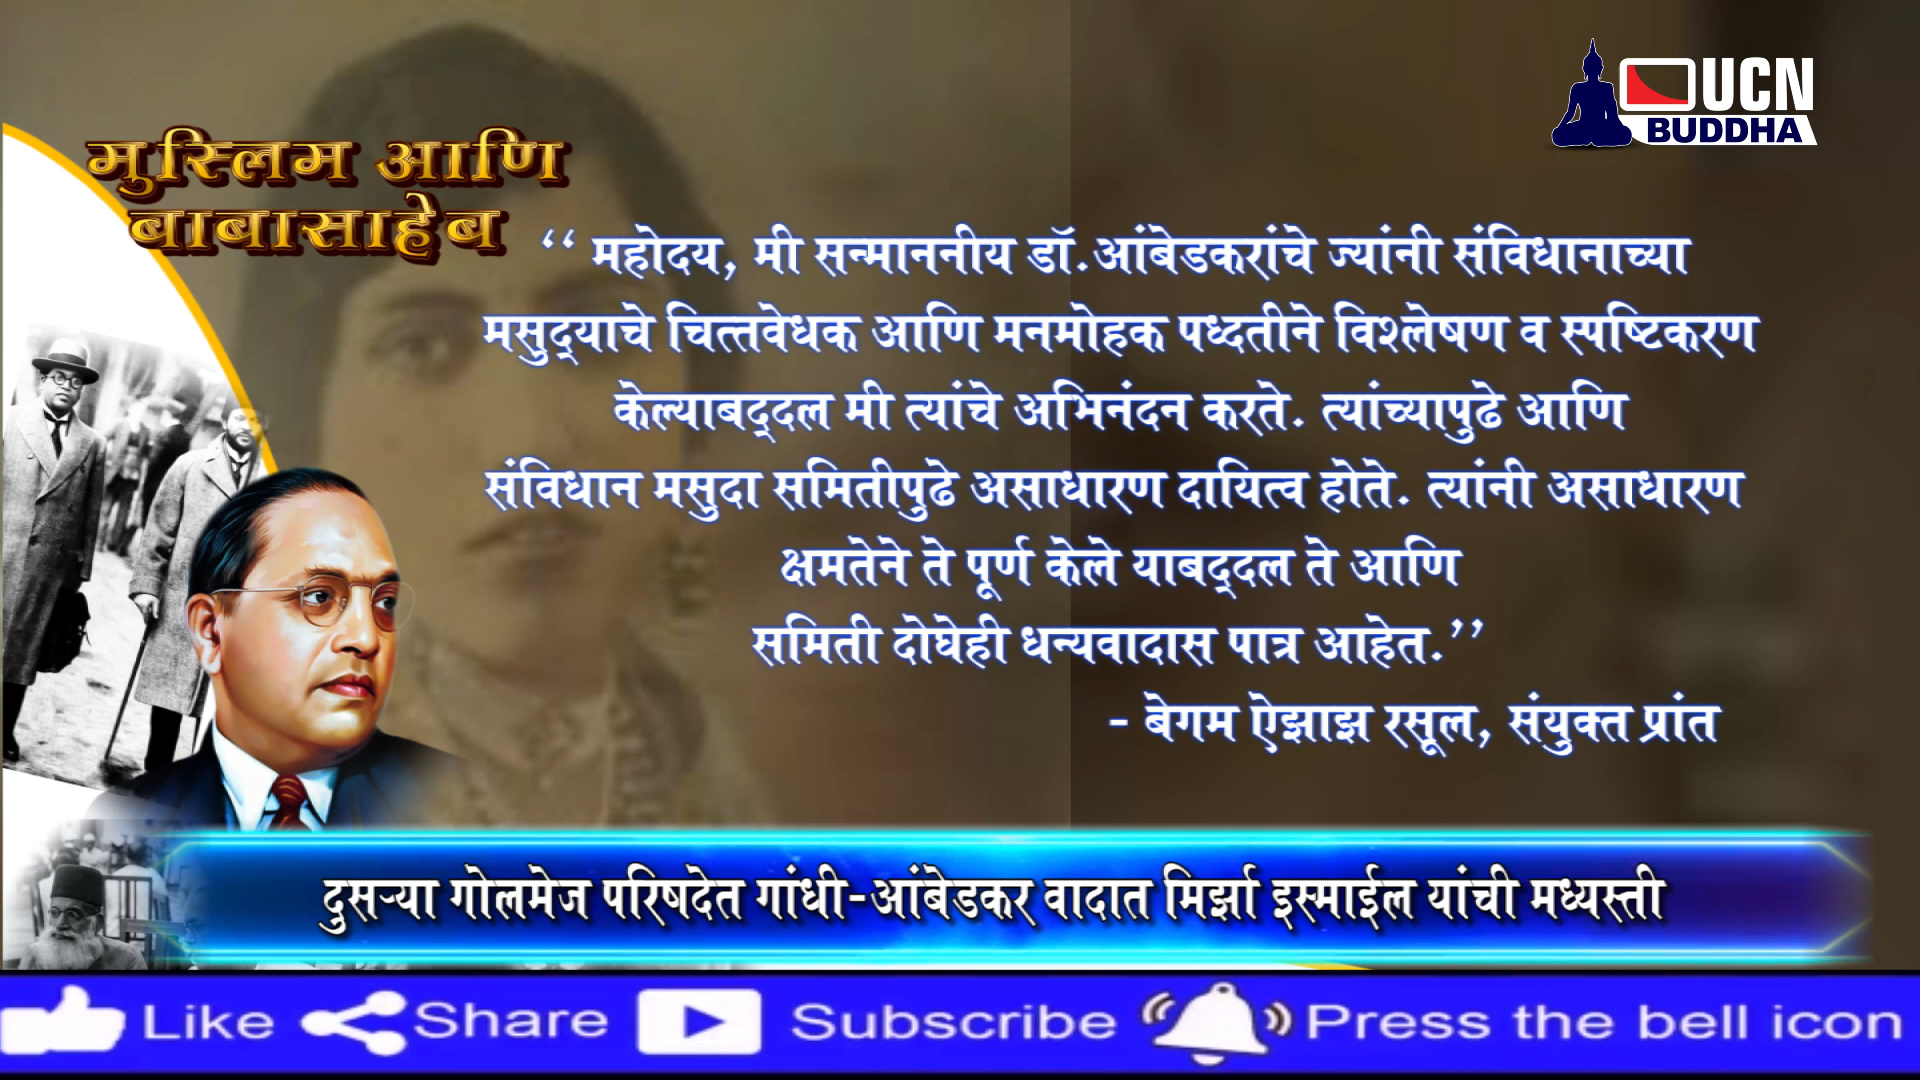 UCN
BUDDHA
मुस्लिम आणि
बाबासाहेब
‘‘ महोदय, मी सन्माननीय डॉ.आंबेडकरांचे ज्यांनी संविधानाच्या
मसुद्‌याचे चित्तवेधक आणि मनमोहक पध्दतीने विश्लेषण व स्पष्टिकरण
केल्याबद्‌दल मी त्यांचे अभिनंदन करते. त्यांच्यापुढे आणि
संविधान मसुदा समितीपुढे असाधारण दायित्व होते. त्यांनी असाधारण
क्षमतेने ते पूर्ण केले याबद्‌दल ते आणि
समिती दोघेही धन्यवादास पात्र आहेत.’’
- बेगम ऐझाझ रसूल, संयुक्त प्रांत
दुसऱ्या गोलमेज परिषदेत गांधी-आंबेडकर वादात मिर्झा इस्माईल यांची मध्यस्ती
Like Share Subscribe Press the bell icon